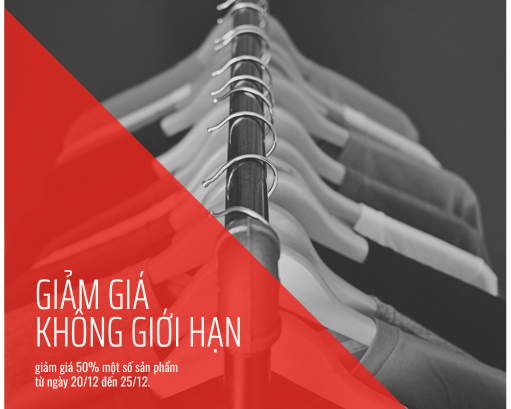 GIẢM GIÁ
KHÔNG GIỚI HẠN
giảm giá 50% một số sản phẩm
từ ngày 20/12 đến 25/12.